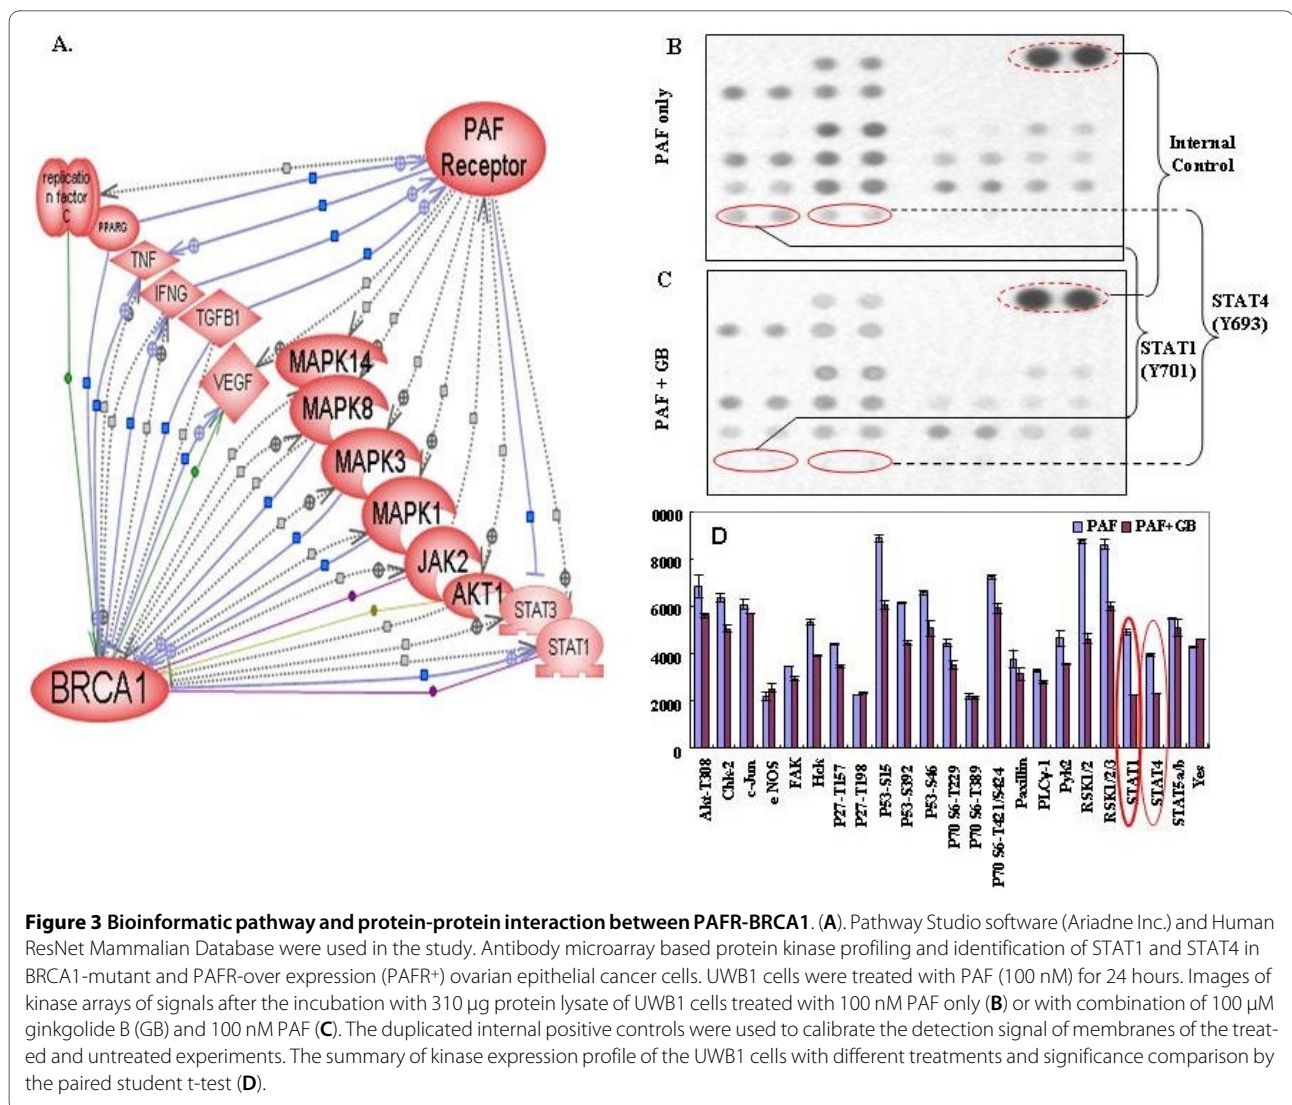 A.
PAF
Receptor
replicatio
n factor
C
PPARG
TNF
IFNG
TGFB1
VEGF
MAPK14
MAPK8
MAPK3
MAPK1
JAK2
AKT1
STAT3
STAT1
BRCA1
B
PAF only
C
PAF + GB
Internal
Control
STAT4
(Y693)
STAT1
(Y701)
D
PAF
PAF+GB
0000
8000
6000
4000
2000
0
Akt-T308
Chk-2
c-Jun
e NOS
FAK
Hck
P27-T157
P27-T198
P53-S15
P53-S392
P53-S46
P70 S6-T229
P70 S6-T389
P70 S6-T421/S424
Paxillin
PLCγ-1
Pyk2
RSK1/2
RSK1/2/3
STAT1
STAT4
STAT5a/b
Yes
Figure 3 Bioinformatic pathway and protein-protein interaction between PAFR-BRCA1. (A). Pathway Studio software (Ariadne Inc.) and Human
ResNet Mammalian Database were used in the study. Antibody microarray based protein kinase profiling and identification of STAT1 and STAT4 in
BRCA1-mutant and PAFR-over expression (PAFR+) ovarian epithelial cancer cells. UWB1 cells were treated with PAF (100 nM) for 24 hours. Images of
kinase arrays of signals after the incubation with 310 μg protein lysate of UWB1 cells treated with 100 nM PAF only (B) or with combination of 100 μM
ginkgolide B (GB) and 100 nM PAF (C). The duplicated internal positive controls were used to calibrate the detection signal of membranes of the treat-
ed and untreated experiments. The summary of kinase expression profile of the UWB1 cells with different treatments and significance comparison by
the paired student t-test (D).